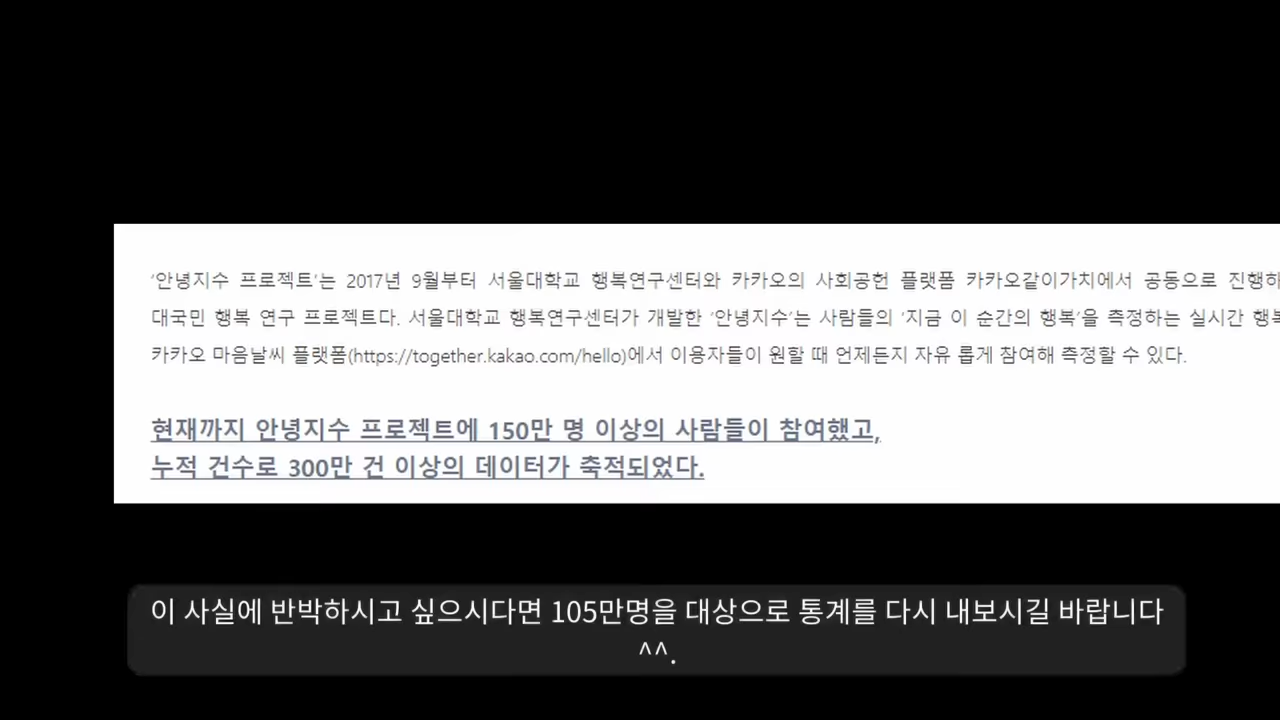 ‘안녕지수 프로젝트’는 2017년 9월부터 서울대학교 행복연구센터와 카카오의 사회공헌 플랫폼 카카오같이가치에서 공동으로 진행하
대국민 행복 연구 프로젝트다. 서울대학교 행복연구센터가 개발한 ‘안녕지수’는 사람들의 ‘지금 이 순간의 행복’을 측정하는 실시간 행복
카카오 마음날씨 플랫폼(https://together.kakao.com/hello)에서 이용자들이 원할 때 언제든지 자유 롭게 참여해 측정할 수 있다.
현재까지 안녕지수 프로젝트에 150만 명 이상의 사람들이 참여했고,
누적 건수로 300만 건 이상의 데이터가 축적되었다.
이 사실에 반박하시고 싶으시다면 105만명을 대상으로 통계를 다시 내보시길 바랍니다
^^.